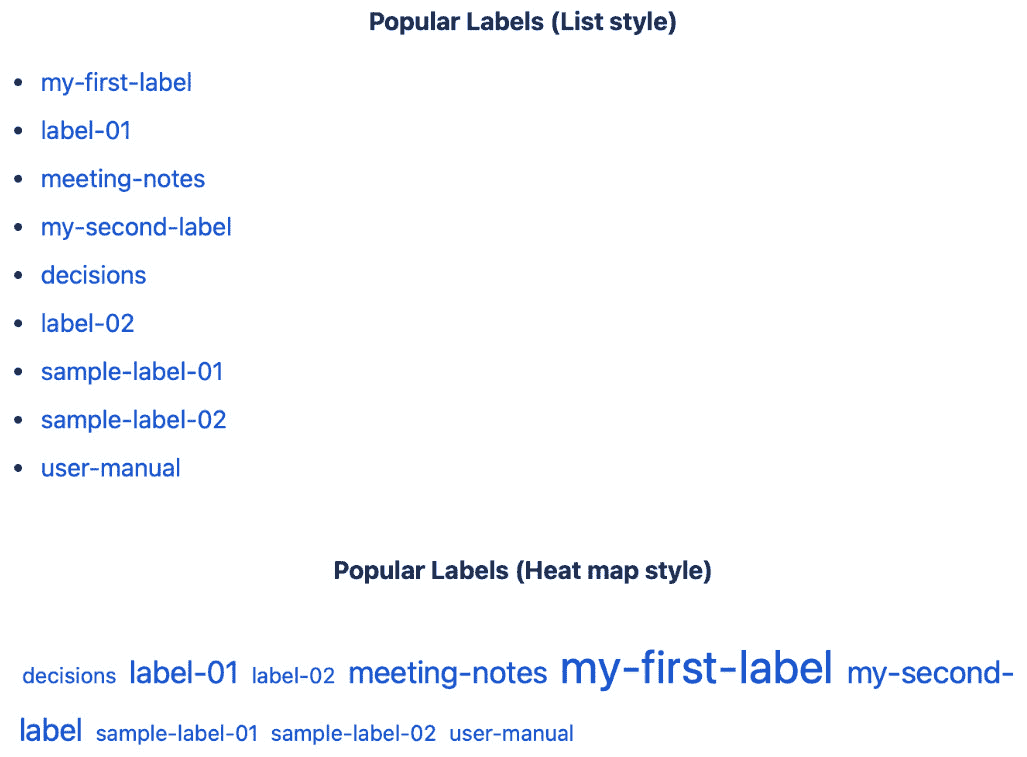 Popular Labels (List style)
• my-first-label
• label-01
• meeting-notes
• my-second-label
• decisions
• label-02
• sample-label-01
• sample-label-02
• user-manual
Popular Labels (Heat map style)
decisions label-01 label-02 meeting-notes my-first-label my-second-
label sample-label-01 sample-label-02 user-manual